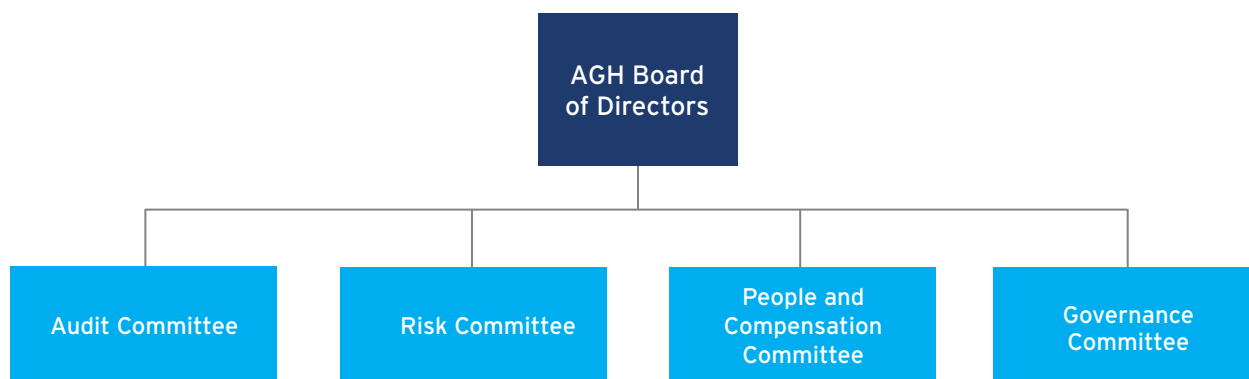 AGH Board
of Directors
Audit Committee
Risk Committee
People and
Compensation
Committee
Governance
Committee